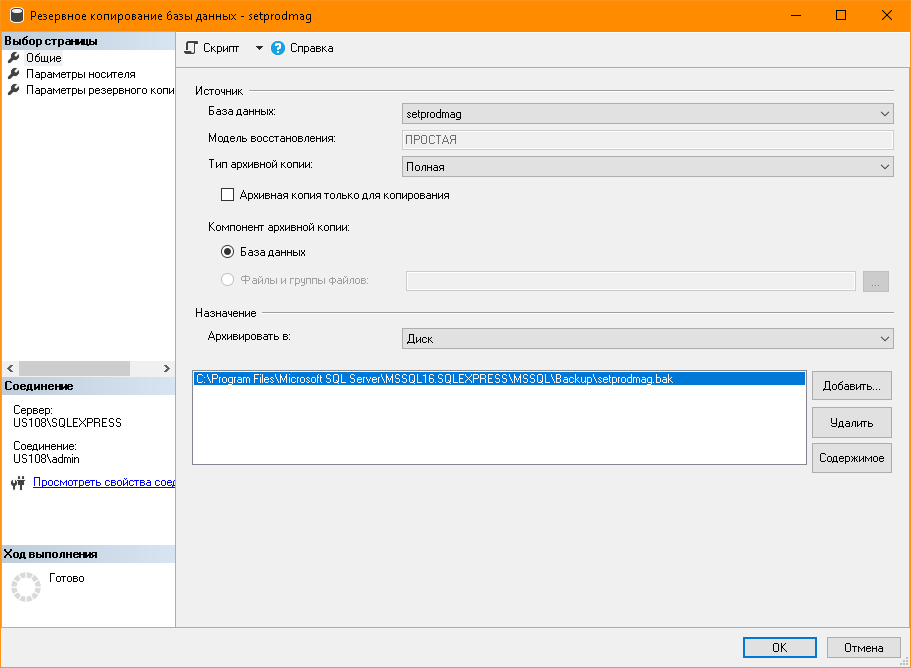 Резервное копирование базы данных - setprodmag
Выбор страницы
Общие
Параметры носителя
Параметры резервного копи
Скрипт
Справка
Источник
База данных:
setprodmag
Модель восстановления:
ПРОСТАЯ
Тип архивной копии:
Полная
Архивная копия только для копирования
Компонент архивной копии:
База данных
Файлы и группы файлов:
...
Назначение
Архивировать в:
Диск
C:\Program Files\Microsoft SQL Server\MSSQL16.SQLEXPRESS\MSSQL\Backup\setprodmag.bak
Добавить...
Удалить
Содержимое
Соединение
Сервер:
US108\SQLEXPRESS
Соединение:
US108\admin
Просмотреть свойства соед
Ход выполнения
Готово
OK
Отмена